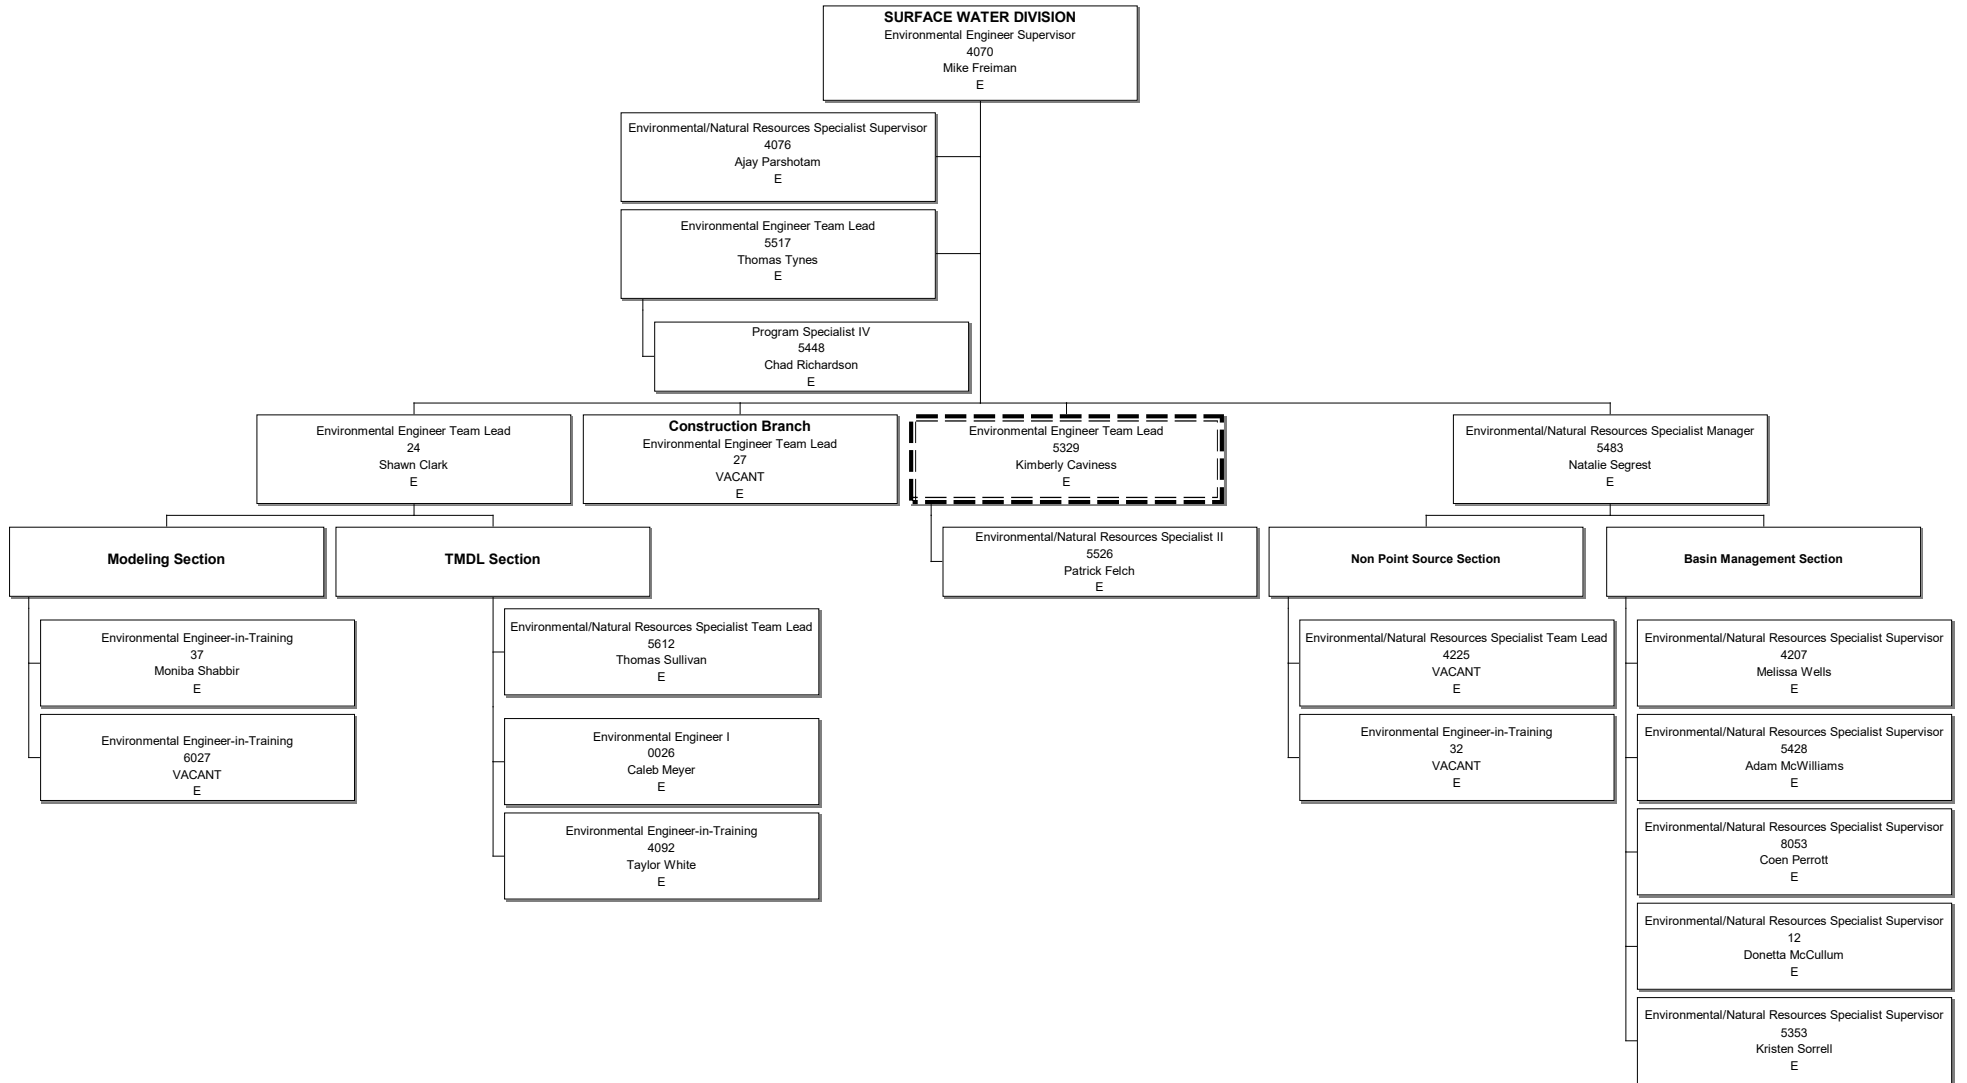 SURFACE WATER DIVISION
Environmental Engineer Supervisor
4070
Mike Freiman
E
Environmental/Natural Resources Specialist Supervisor
4076
Ajay Parshotam
E
Environmental Engineer Team Lead
5517
Thomas Tynes
E
Program Specialist IV
5448
Chad Richardson
E
Environmental Engineer Team Lead
24
Shawn Clark
E
Construction Branch
Environmental Engineer Team Lead
27
VACANT
E
Environmental Engineer Team Lead
5329
Kimberly Caviness
E
Environmental/Natural Resources Specialist Manager
5483
Natalie Segrest
E
Modeling Section
TMDL Section
Environmental/Natural Resources Specialist II
5526
Patrick Felch
E
Non Point Source Section
Basin Management Section
Environmental Engineer-in-Training
37
Moniba Shabbir
E
Environmental Engineer-in-Training
6027
VACANT
E
Environmental/Natural Resources Specialist Team Lead
5612
Thomas Sullivan
E
Environmental Engineer I
0026
Caleb Meyer
E
Environmental Engineer-in-Training
4092
Taylor White
E
Environmental/Natural Resources Specialist Team Lead
4225
VACANT
E
Environmental Engineer-in-Training
32
VACANT
E
Environmental/Natural Resources Specialist Supervisor
4207
Melissa Wells
E
Environmental/Natural Resources Specialist Supervisor
5428
Adam McWilliams
E
Environmental/Natural Resources Specialist Supervisor
8053
Coen Perrott
E
Environmental/Natural Resources Specialist Supervisor
12
Donetta McCullum
E
Environmental/Natural Resources Specialist Supervisor
5353
Kristen Sorrell
E